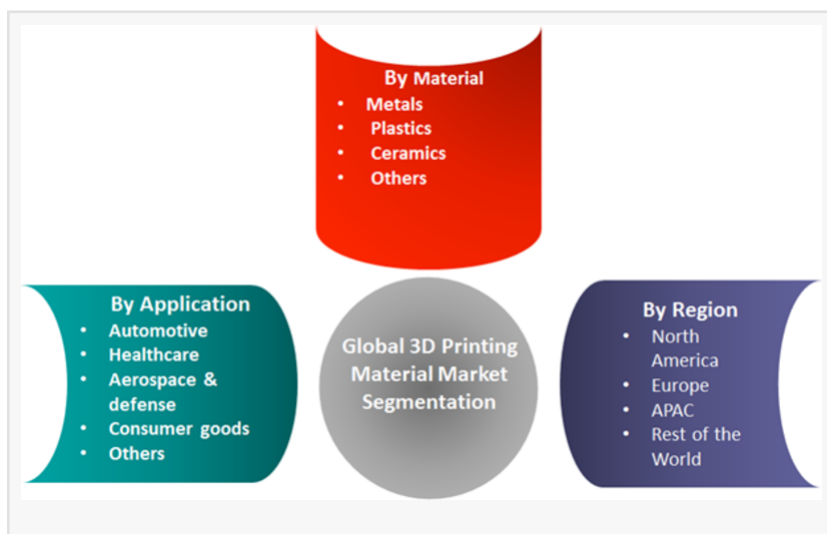 By Material
• Metals
• Plastics
• Ceramics
• Others
By Application
• Automotive
• Healthcare
• Aerospace &
defense
• Consumer goods
• Others
Global 3D Printing
Material Market
Segmentation
By Region
• North
America
• Europe
• APAC
• Rest of the
World